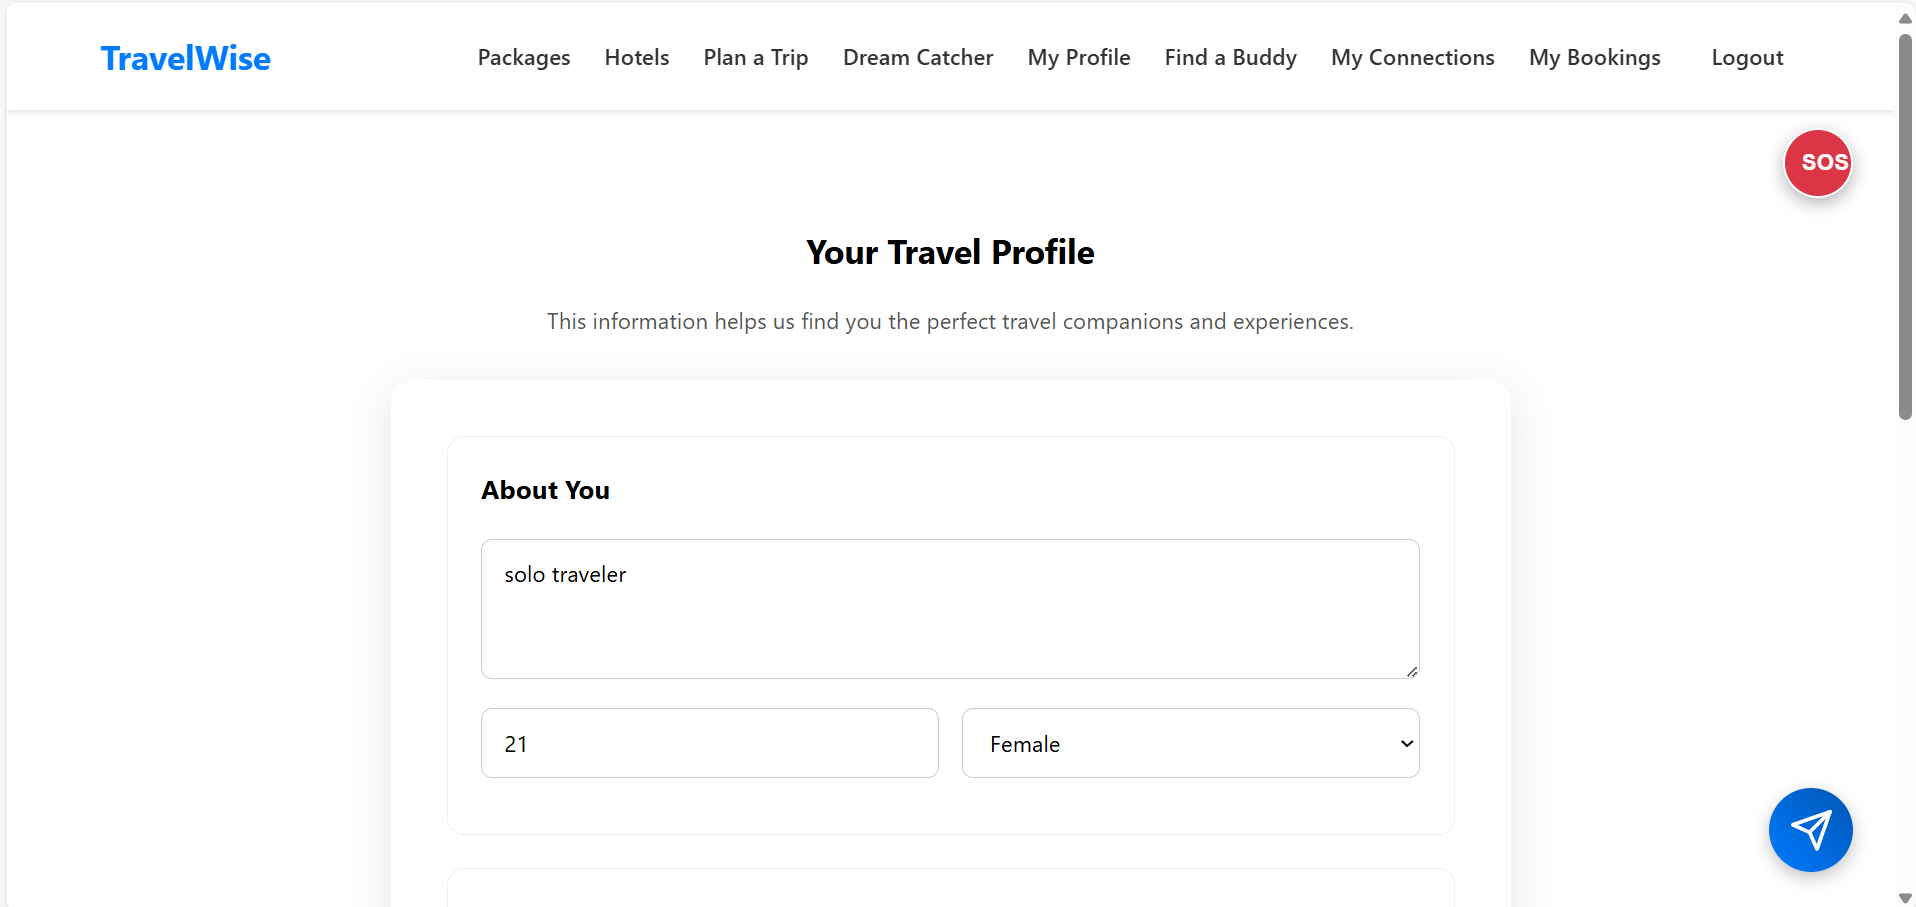 TravelWise Packages Hotels Plan a Trip Dream Catcher My Profile Find a Buddy My Connections My Bookings Logout
SOS
Your Travel Profile
This information helps us find you the perfect travel companions and experiences.
About You
solo traveler
21 Female